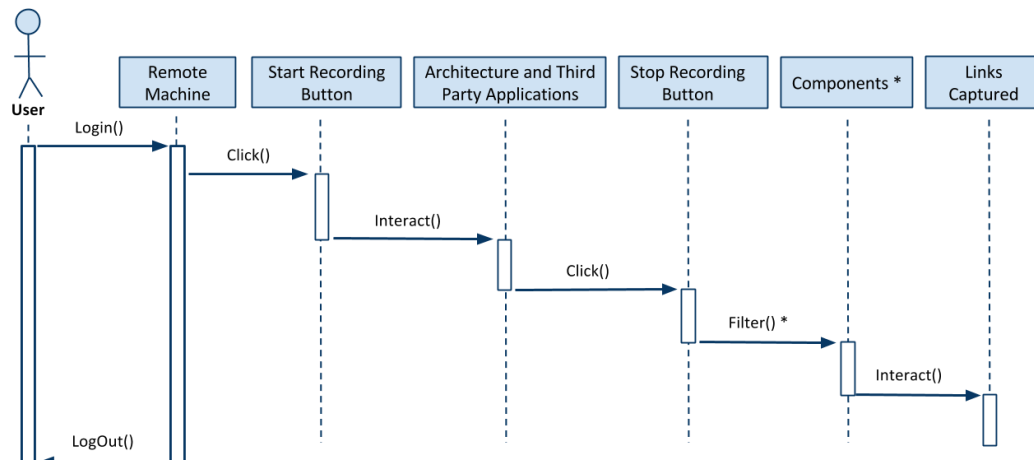 User
Remote
Machine
Start Recording
Button
Architecture and Third
Party Applications
Stop Recording
Button
Components *
Links
Captured
Login()
Click()
Interact()
Click()
Filter() *
Interact()
LogOut()